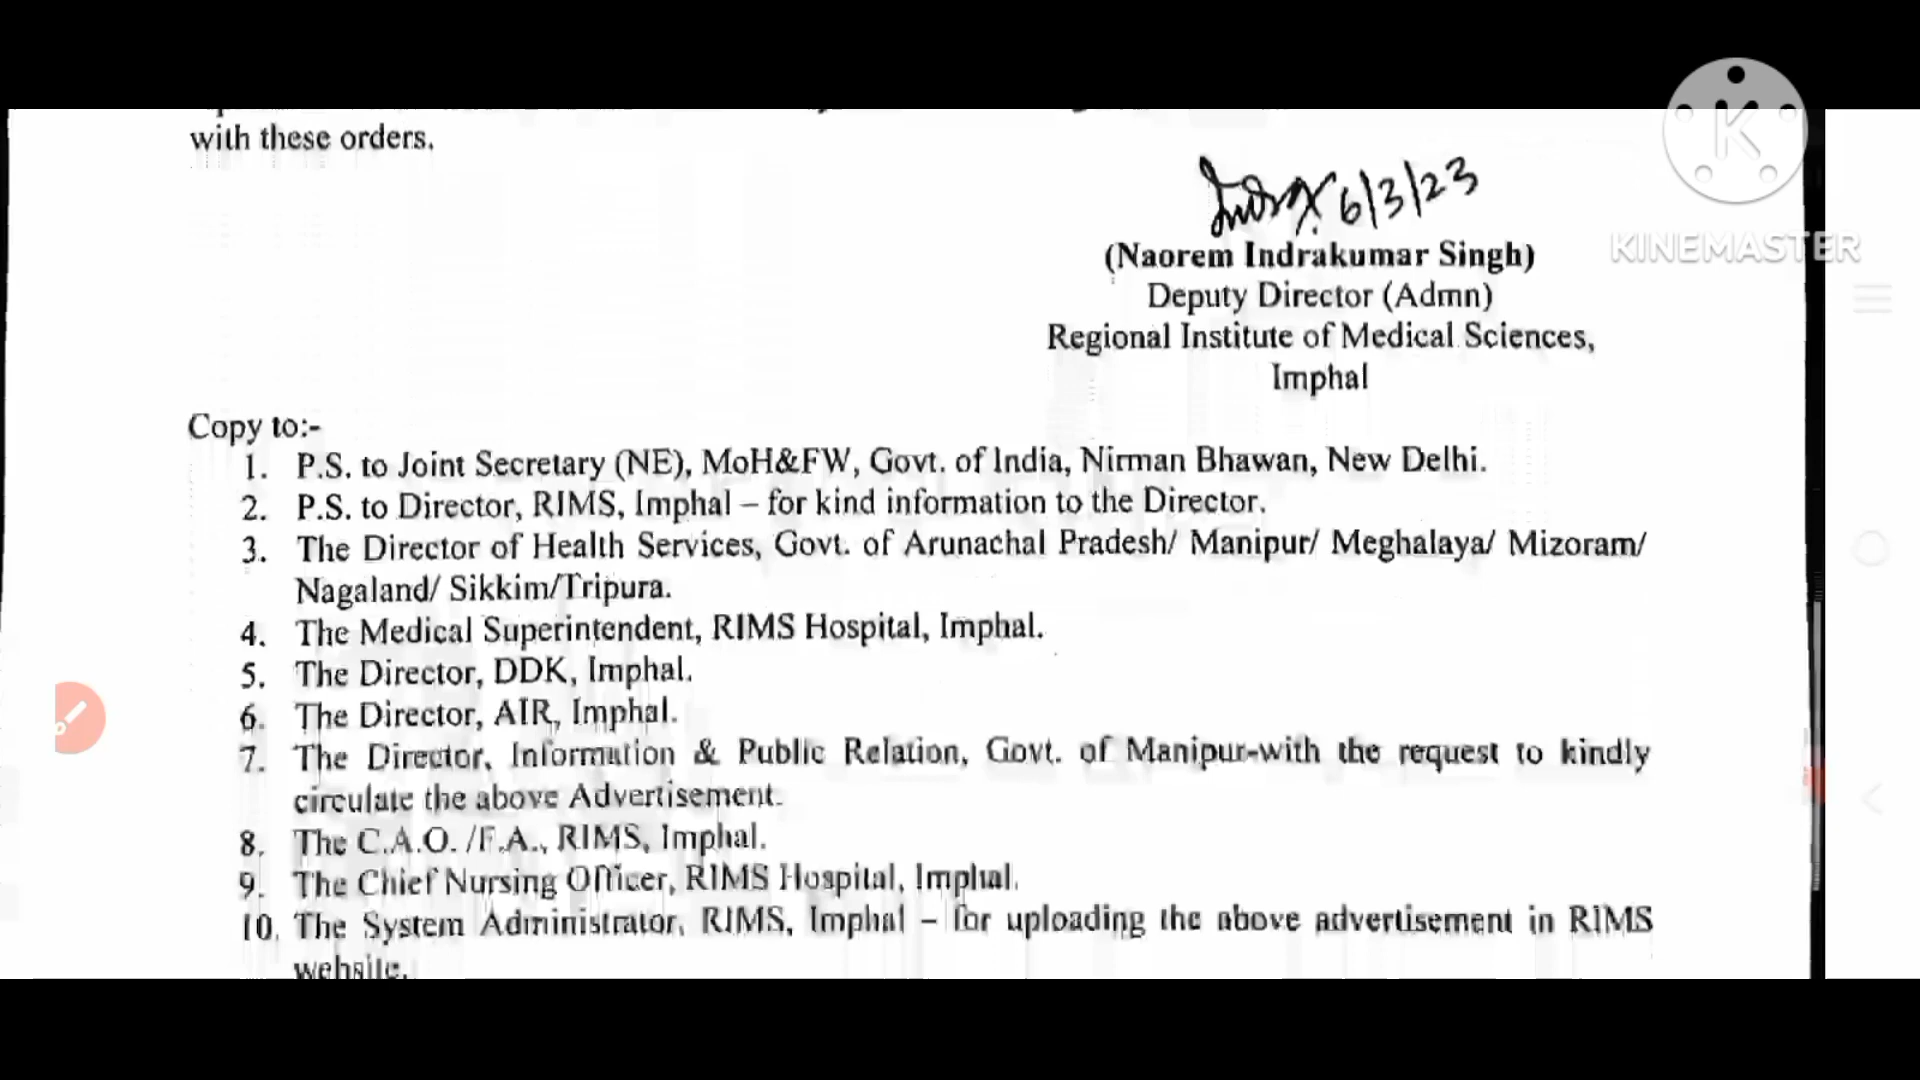 with these orders.
6/3/23
KINEMASTER
(Naorem Indrakumar Singh)
Deputy Director (Admn)
Regional Institute of Medical Sciences,
Imphal
Copy to:-
1. P.S. to Joint Secretary (NE), MoH&FW, Govt. of India, Nirman Bhawan, New Delhi.
2. P.S. to Director, RIMS, Imphal – for kind information to the Director.
3. The Director of Health Services, Govt. of Arunachal Pradesh/ Manipur/ Meghalaya/ Mizoram/
Nagaland/ Sikkim/Tripura.
4. The Medical Superintendent, RIMS Hospital, Imphal.
5. The Director, DDK, Imphal.
6. The Director, AIR, Imphal.
7. The Director, Information & Public Relation, Govt. of Manipur-with the request to kindly
circulate the above Advertisement.
8. The C.A.O. /F.A., RIMS, Imphal.
9. The Chief Nursing Officer, RIMS Hospital, Imphal.
10. The System Administrator, RIMS, Imphal – for uploading the above advertisement in RIMS
website.